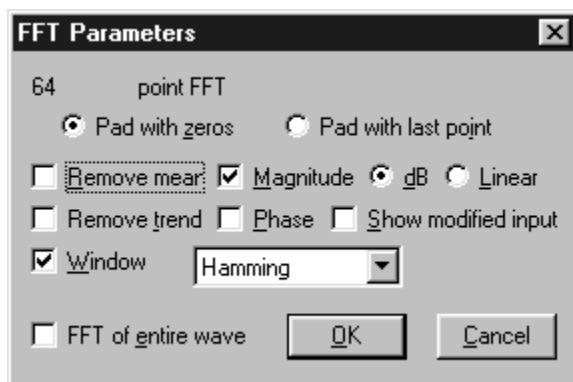 FFT Parameters
64 point FFT
Pad with zeros Pad with last point
Remove mear Magnitude dB Linear
Remove trend Phase Show modified input
Window Hamming
FFT of entire wave OK Cancel